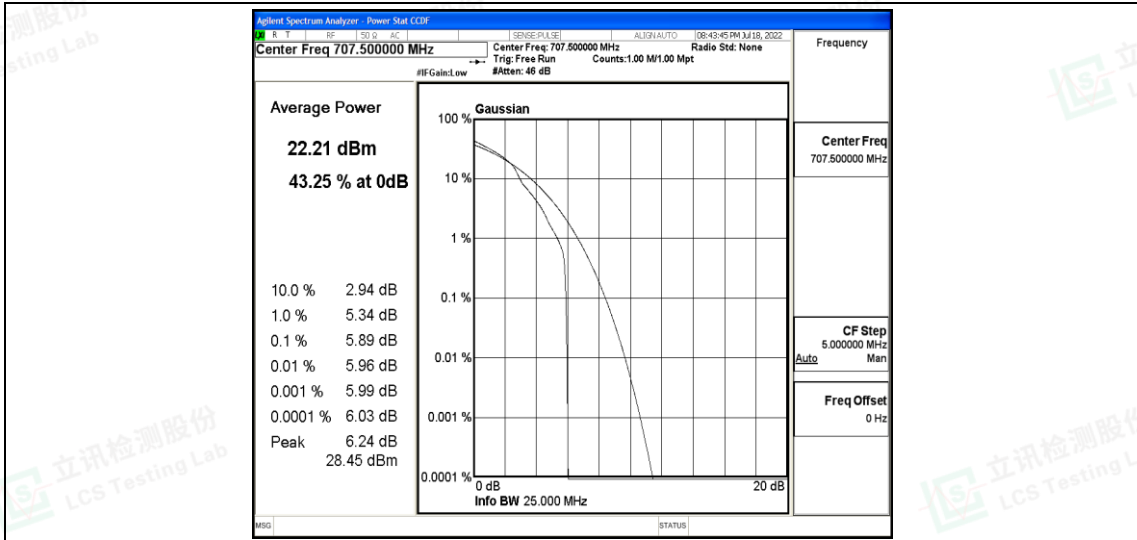 Agilent Spectrum Analyzer - Power Stat CCDF
R T RF 50 Ω AC SENSE:PULSE ALIGNAUTO 08:43:45 PM Jul 18, 2022
Center Freq 707.500000 MHz
Center Freq: 707.500000 MHz Radio Std: None
Trig: Free Run Counts:1.00 M/1.00 Mpt
#IFGain:Low #Atten: 46 dB
Frequency
Average Power
22.21 dBm
43.25 % at 0dB
10.0 % 2.94 dB
1.0 % 5.34 dB
0.1 % 5.89 dB
0.01 % 5.96 dB
0.001 % 5.99 dB
0.0001 % 6.03 dB
Peak 6.24 dB
28.45 dBm
Gaussian
100 %
10 %
1 %
0.1 %
0.01 %
0.001 %
0.0001 %
0 dB 20 dB
Info BW 25.000 MHz
Center Freq
707.500000 MHz
CF Step
5.000000 MHz
Auto Man
Freq Offset
0 Hz
MSG STATUS
立讯检测股份
LCS Testing Lab
立讯检测股份
LCS Testing L